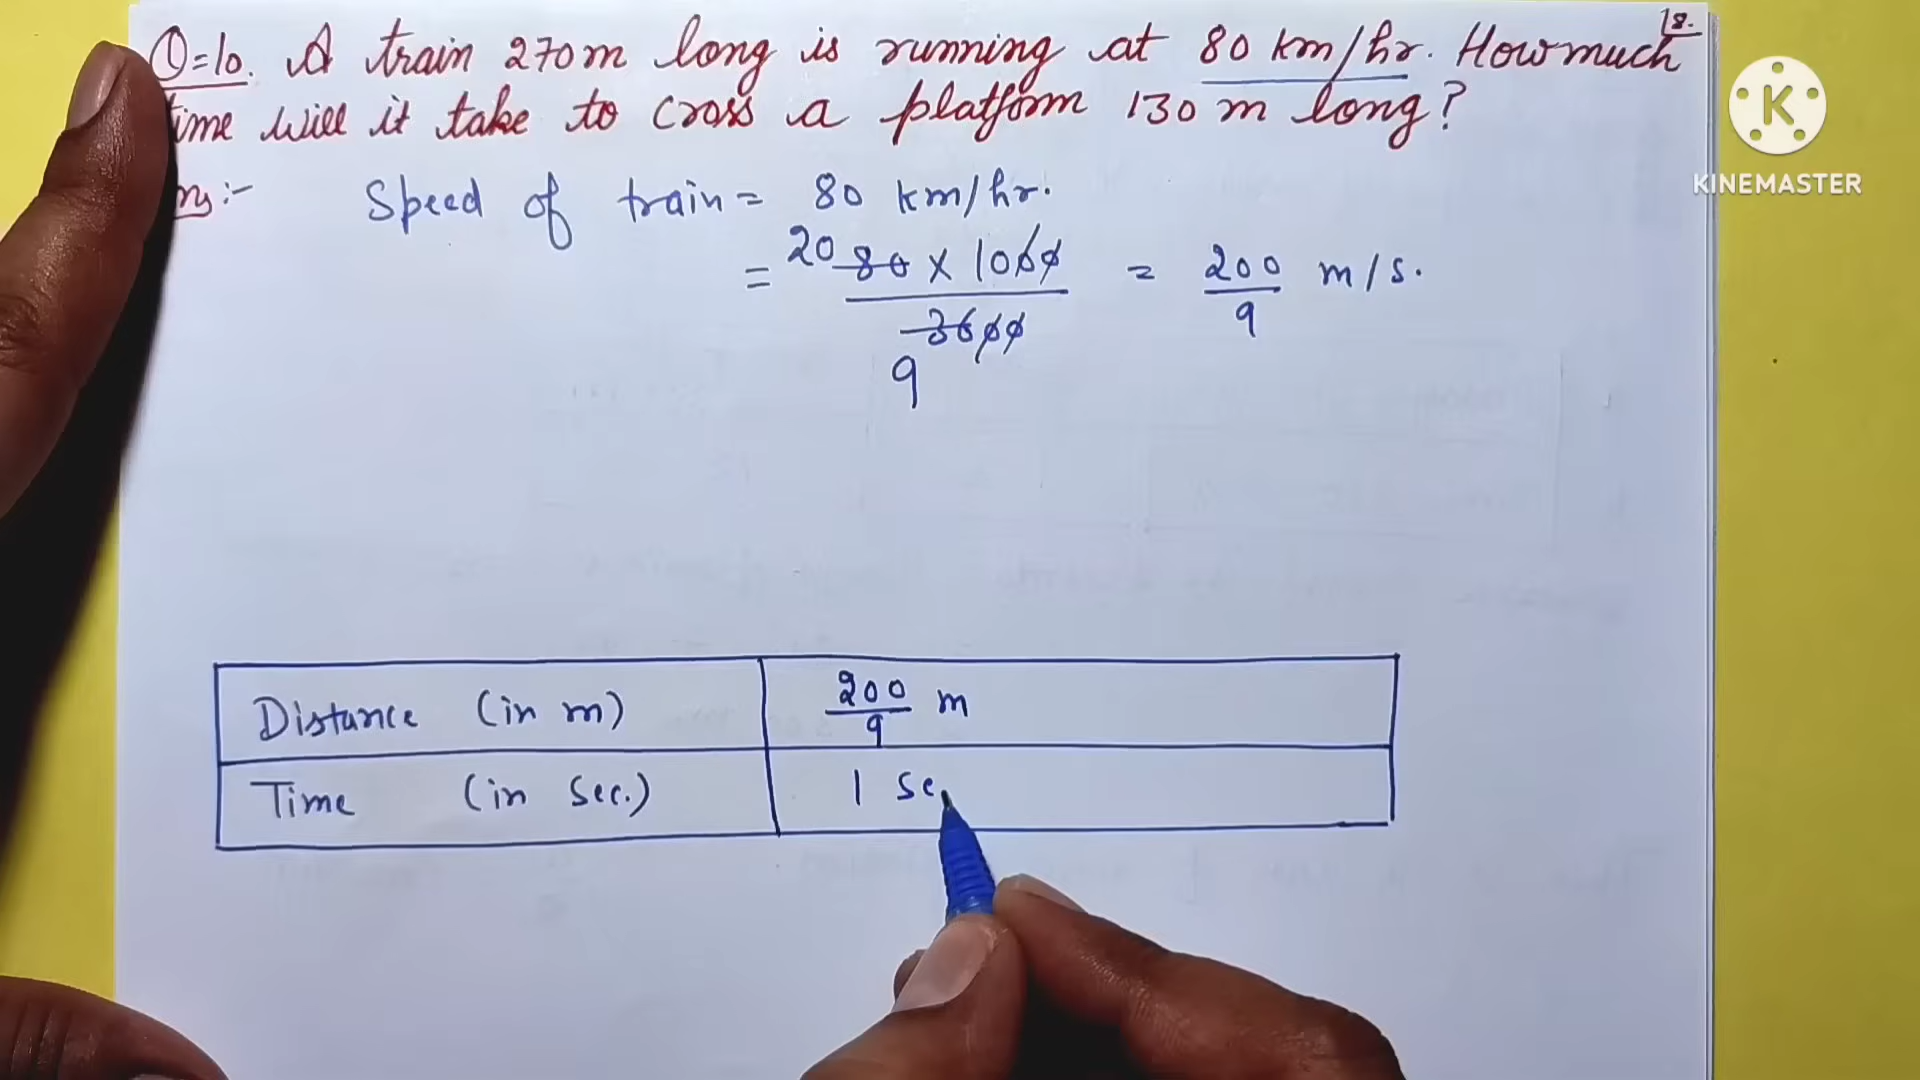 18.
Q=10. A train 270m long is running at 80 km/hr. How much
time will it take to cross a platform 130 m long?
Speed of train = 80 km/hr.
= 20 80 x 1000 = 200 m/s.
3600 9
9
Distance (in m) 200 m
9
Time (in sec.) 1 sec
K
KINEMASTER